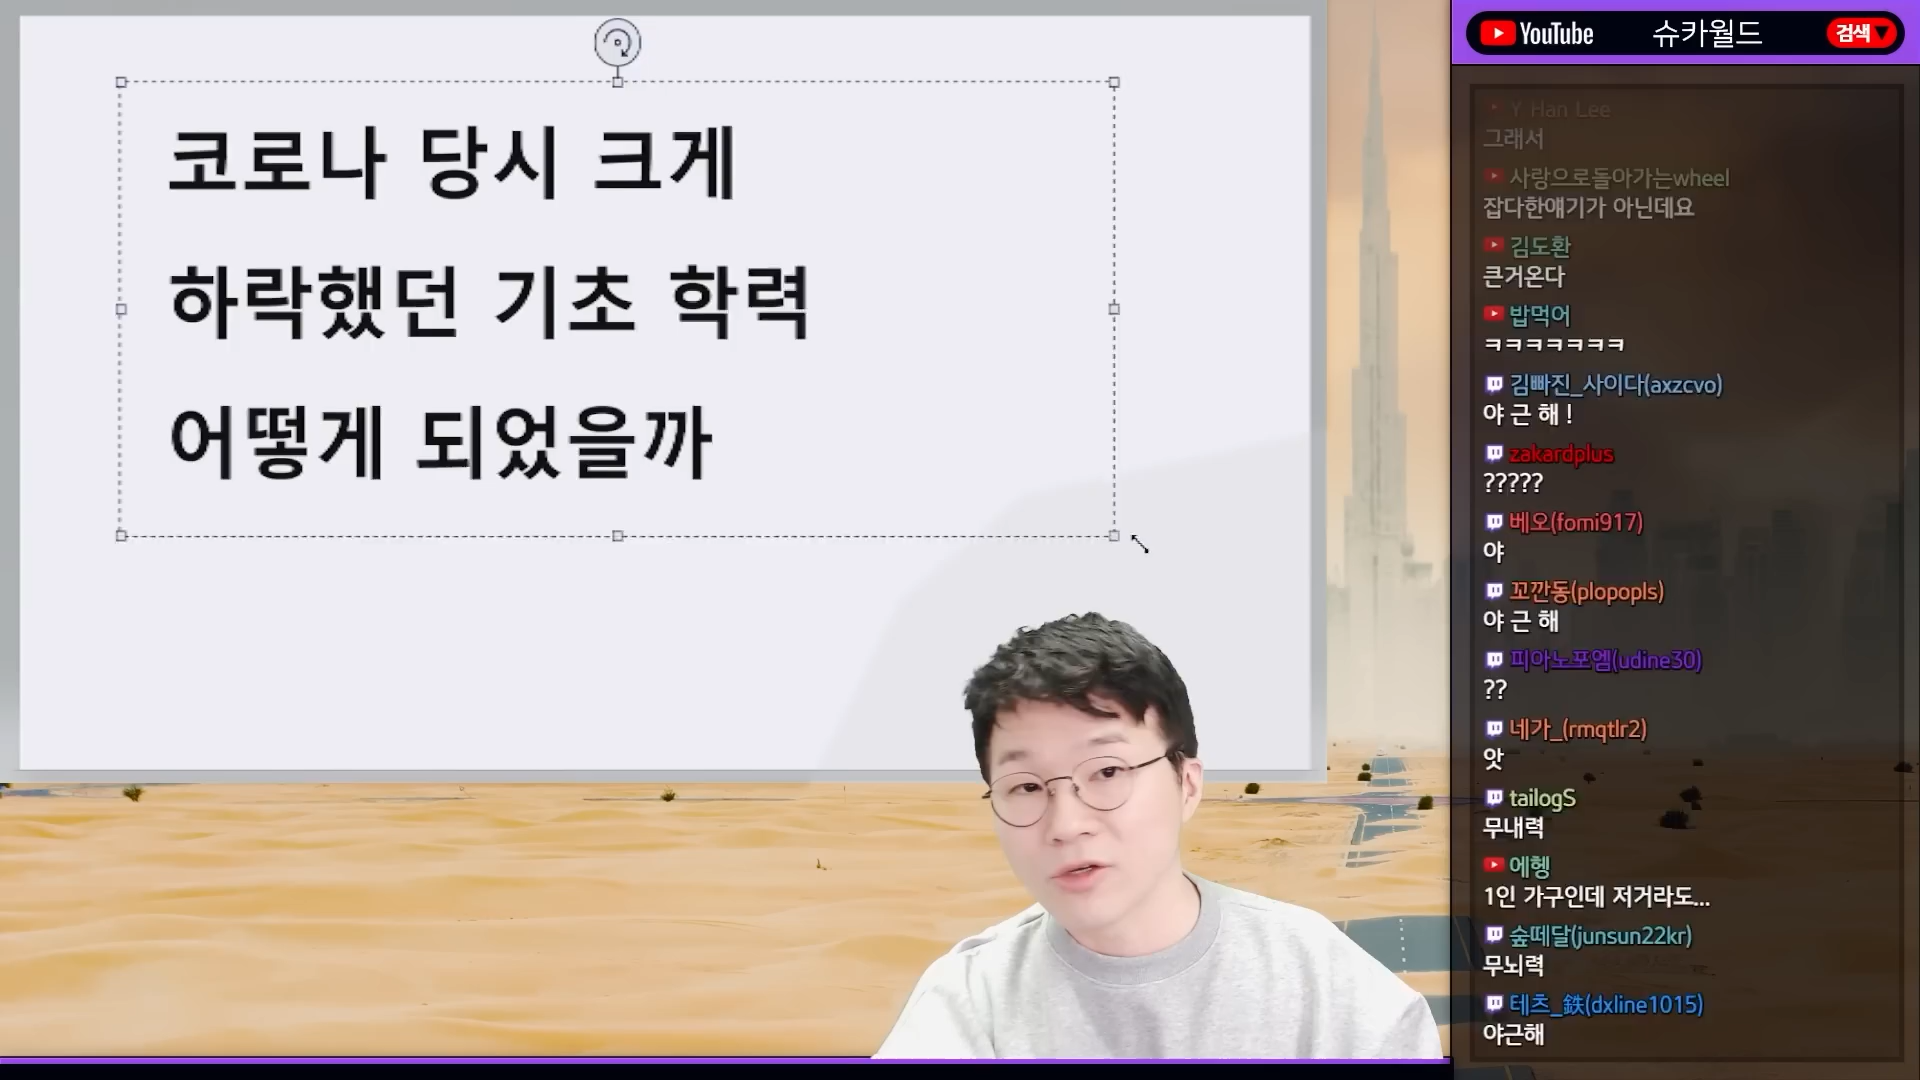 코로나 당시 크게
하락했던 기초 학력
어떻게 되었을까
YouTube 슈카월드 검색▼
Y Han Lee
그래서
사랑으로돌아가는wheel
잡다한얘기가 아닌데요
김도환
큰거온다
밥먹어
ㅋㅋㅋㅋㅋㅋㅋ
김빠진_사이다(axzcvo)
야 근 해 !
zakardplus
?????
베오(fomi917)
야
꼬깐동(plopopls)
야 근 해
피아노포엠(udine30)
??
네가_(rmqtlr2)
앗
tailogS
무내력
에헹
1인 가구인데 저거라도...
숲떼달(junsun22kr)
무뇌력
테츠_鉄(dxline1015)
야근해